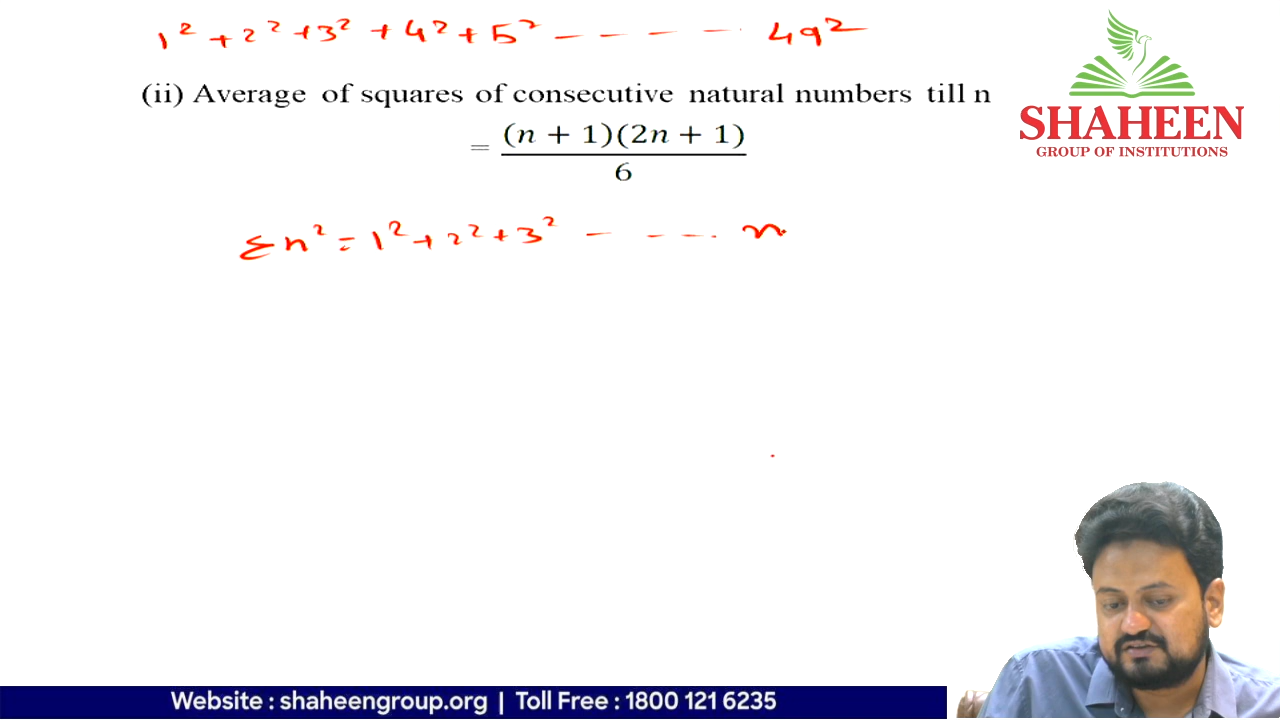 1² + 2² + 3² + 4² + 5² - - - - - 49²
(ii) Average of squares of consecutive natural numbers till n
= (n + 1)(2n + 1) / 6
SHAHEEN
GROUP OF INSTITUTIONS
Σn² = 1² + 2² + 3² - - - - n
Website : shaheengroup.org | Toll Free : 1800 121 6235